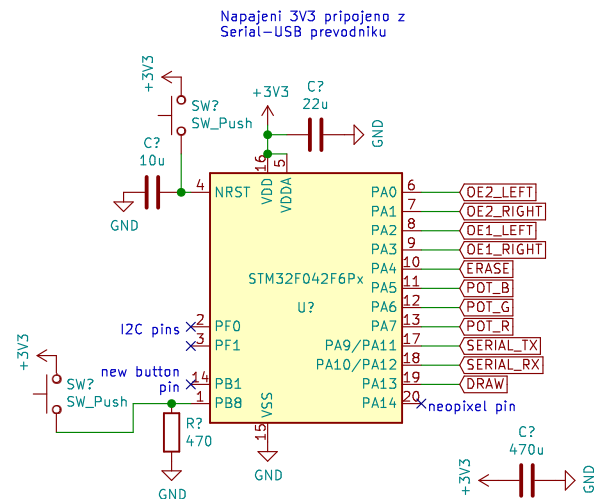 Napajeni 3V3 pripojeno z
Serial-USB prevodniku
+3V3
SW?
SW_Push
+3V3
C?
22u
GND
C?
10u
GND
16
5
4
NRST
VDD
VDDA
PA0
6
OE2_LEFT
PA1
7
OE2_RIGHT
PA2
8
OE1_LEFT
PA3
9
OE1_RIGHT
PA4
10
ERASE
STM32F042F6Px
PA5
11
POT_B
U?
PA6
12
POT_G
I2C pins
2
PF0
PA7
13
POT_R
3
PF1
PA9/PA11
17
SERIAL_TX
PA10/PA12
18
SERIAL_RX
+3V3
new button
pin
14
PB1
PA13
19
DRAW
SW?
SW_Push
1
PB8
VSS
PA14
20
neopixel pin
R?
470
15
GND
GND
C?
470u
+3V3
GND